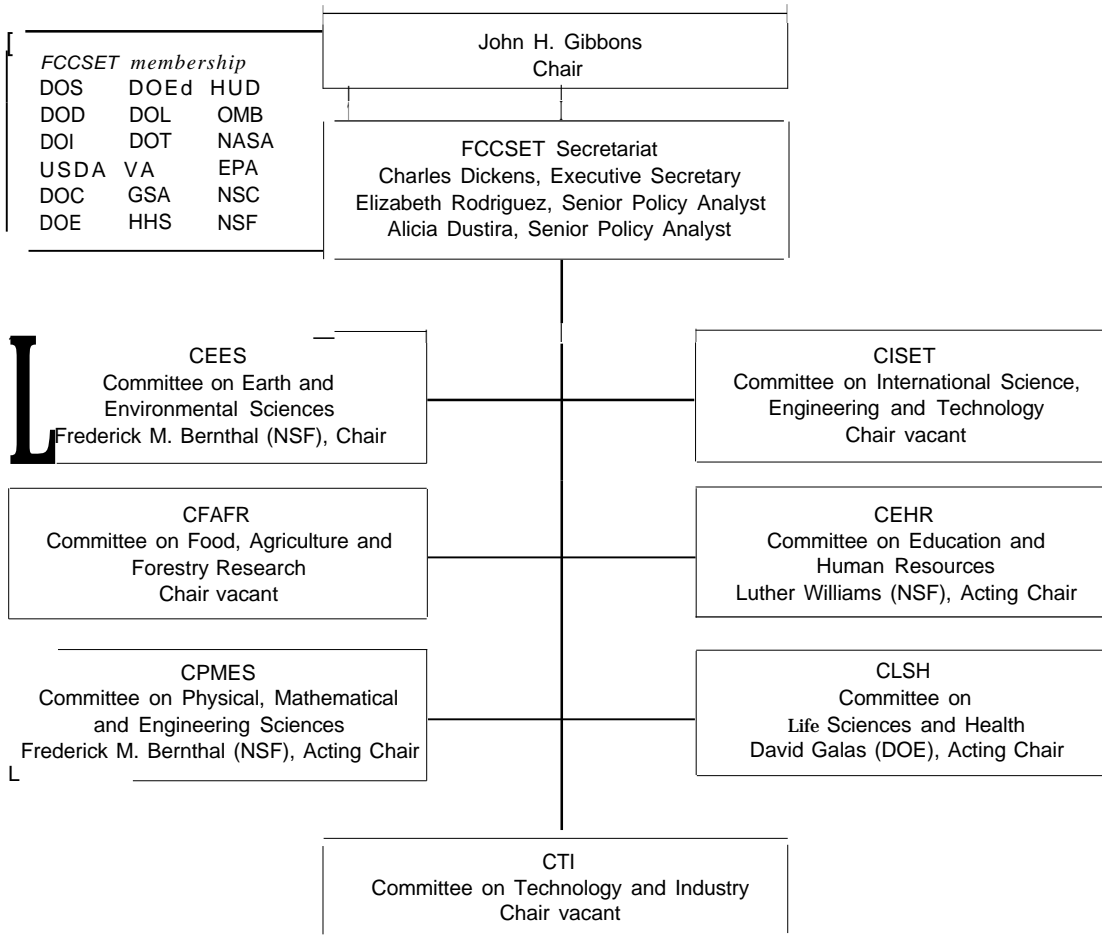 FCCSET membership
DOS DOEd HUD
DOD DOL OMB
DOI DOT NASA
USDA VA EPA
DOC GSA NSC
DOE HHS NSF
John H. Gibbons
Chair
FCCSET Secretariat
Charles Dickens, Executive Secretary
Elizabeth Rodriguez, Senior Policy Analyst
Alicia Dustira, Senior Policy Analyst
CEES
Committee on Earth and
Environmental Sciences
Frederick M. Bernthal (NSF), Chair
CISET
Committee on International Science,
Engineering and Technology
Chair vacant
CFAFR
Committee on Food, Agriculture and
Forestry Research
Chair vacant
CEHR
Committee on Education and
Human Resources
Luther Williams (NSF), Acting Chair
CPMES
Committee on Physical, Mathematical
and Engineering Sciences
Frederick M. Bernthal (NSF), Acting Chair
CLSH
Committee on
Life Sciences and Health
David Galas (DOE), Acting Chair
CTI
Committee on Technology and Industry
Chair vacant